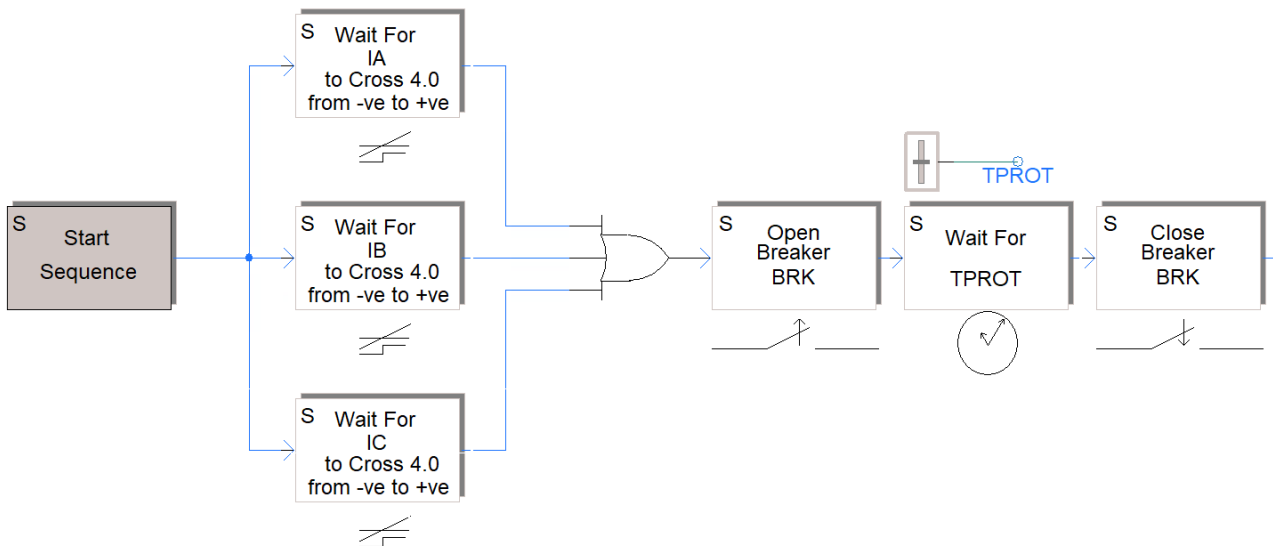 S
Start
Sequence
S
Wait For
IA
to Cross 4.0
from -ve to +ve
S
Wait For
IB
to Cross 4.0
from -ve to +ve
S
Wait For
IC
to Cross 4.0
from -ve to +ve
S
Open
Breaker
BRK
TPROT
S
Wait For
TPROT
S
Close
Breaker
BRK